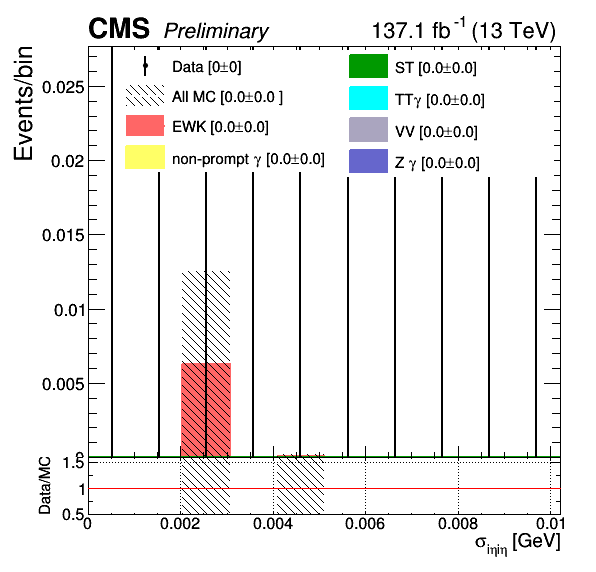 CMS Preliminary 137.1 fb⁻¹ (13 TeV)
Events/bin
0.025
0.02
0.015
0.01
0.005
0
Data [0±0]
All MC [0.0±0.0 ]
EWK [0.0±0.0]
non-prompt γ [0.0±0.0]
ST [0.0±0.0]
TTγ [0.0±0.0]
VV [0.0±0.0]
Z γ [0.0±0.0]
Data/MC
1.5
1
0.5
0 0.002 0.004 0.006 0.008 0.01
σiηiη [GeV]